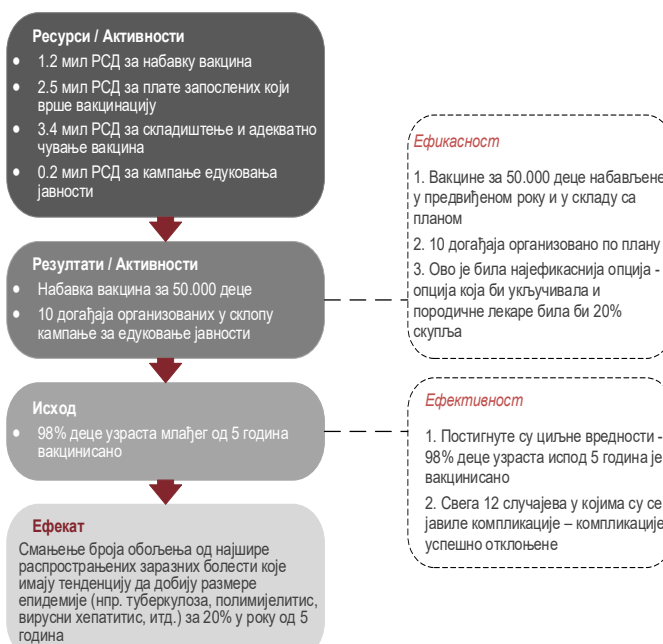 Ресурси / Активности
• 1.2 мил РСД за набавку вакцина
• 2.5 мил РСД за плате запослених који
врше вакцинацију
• 3.4 мил РСД за складиштење и адекватно
чување вакцина
• 0.2 мил РСД за кампање едуковања
јавности
Резултати / Активности
• Набавка вакцина за 50.000 деце
• 10 догађаја организованих у склопу
кампање за едуковање јавности
Исход
• 98% деце узраста млађег од 5 година
вакцинисано
Ефекат
Смањење броја обољења од најшире
распрострањених заразних болести које
имају тенденцију да добију размере
епидемије (нпр. туберкулоза, полимијелитис,
вирусни хепатитис, итд.) за 20% у року од 5
година
Ефикасност
1. Вакцине за 50.000 деце набављене
у предвиђеном року и у складу са
планом
2. 10 догађаја организовано по плану
3. Ово је била најефикаснија опција -
опција која би укључивала и
породичне лекаре била би 20%
скупља
Ефективност
1. Постигнуте су циљне вредности -
98% деце узраста испод 5 година је
вакцинисано
2. Свега 12 случајева у којима су се
јавиле компликације – компликације
успешно отклоњене